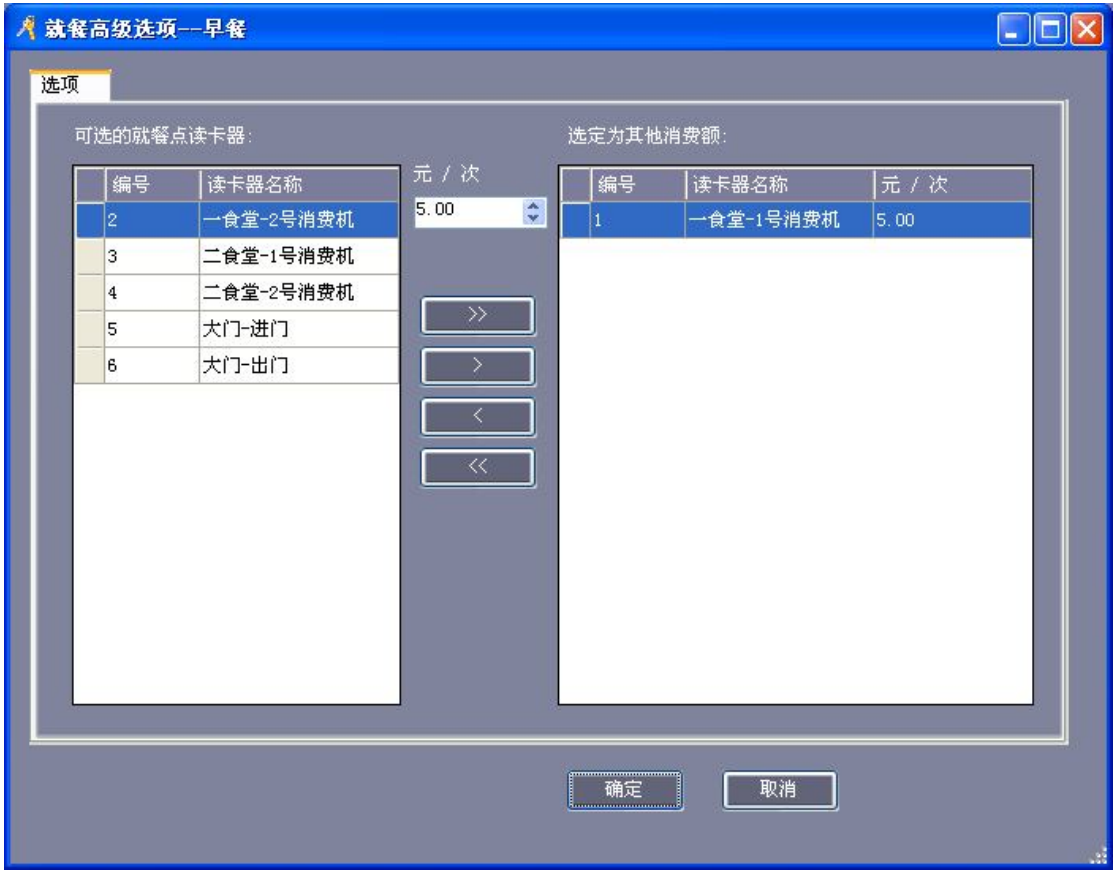 就餐高级选项--早餐
选项
可选的就餐点读卡器:
编号 读卡器名称
2 一食堂-2号消费机
3 二食堂-1号消费机
4 二食堂-2号消费机
5 大门-进门
6 大门-出门
元 / 次
5.00
>>
>
<
<<
选定为其他消费额:
编号 读卡器名称 元 / 次
1 一食堂-1号消费机 5.00
确定 取消